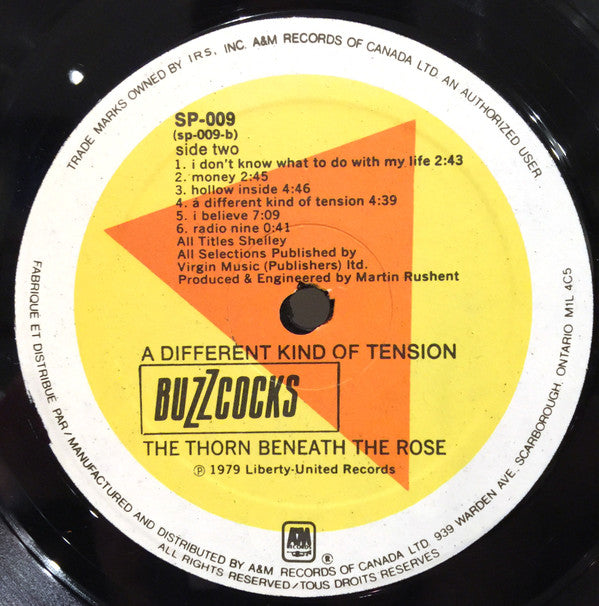 TRADE MARKS OWNED BY I.R.S., INC. A&M RECORDS OF CANADA LTD. AN AUTHORIZED USER
SP-009
(sp-009-b)
side two
1. i don't know what to do with my life 2:43
2. money 2:45
3. hollow inside 4:46
4. a different kind of tension 4:39
5. i believe 7:09
6. radio nine 0:41
All Titles Shelley
All Selections Published by
Virgin Music (Publishers) ltd.
Produced & Engineered by Martin Rushent
A DIFFERENT KIND OF TENSION
BUZZCOCKS
THE THORN BENEATH THE ROSE
℗ 1979 Liberty-United Records
A&M
RECORDS
®
FABRIQUÉ ET DISTRIBUÉ PAR/MANUFACTURED AND DISTRIBUTED BY A&M RECORDS OF CANADA LTD. 939 WARDEN AVE, SCARBOROUGH, ONTARIO M1L 4C5
ALL RIGHTS RESERVED/TOUS DROITS RESERVÉS